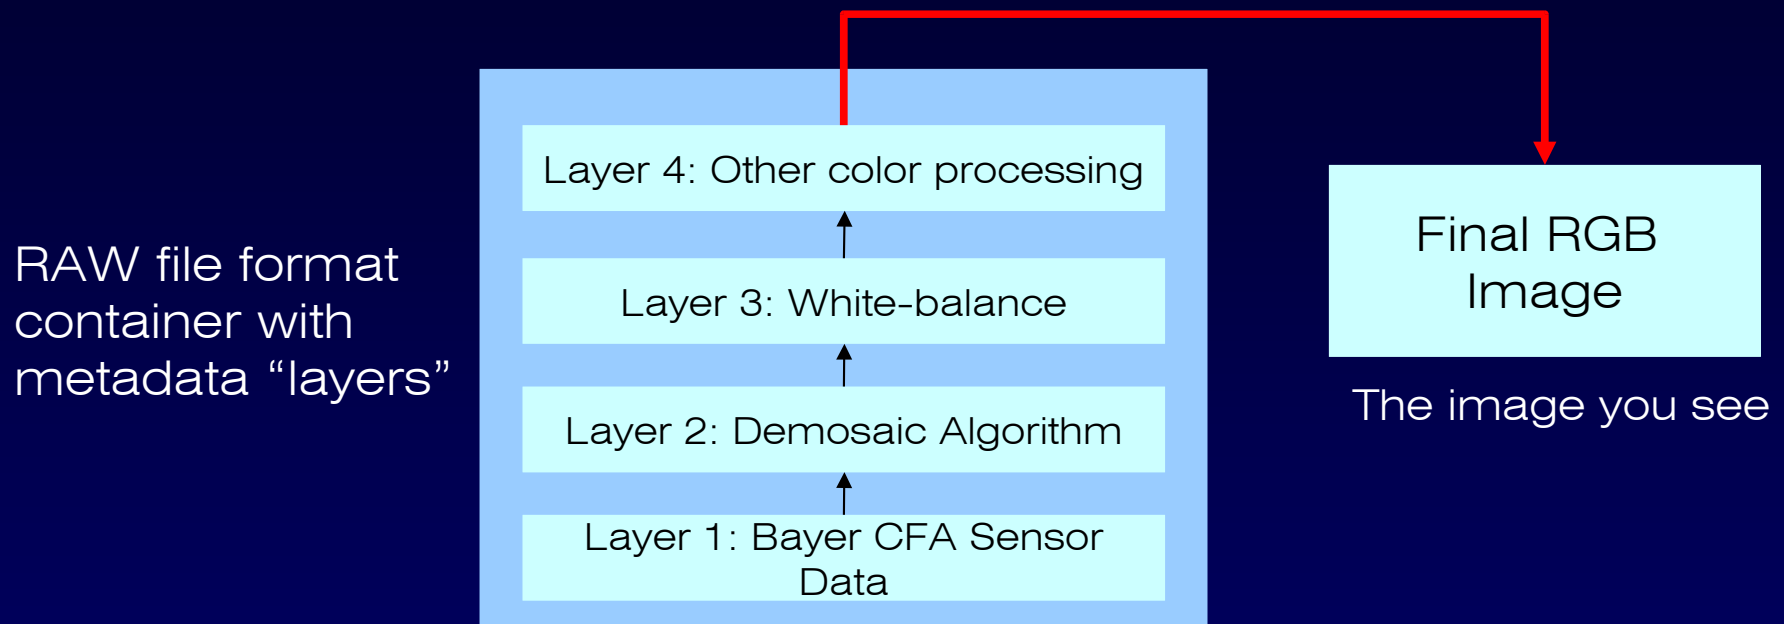 RAW file format
container with
metadata “layers”
Layer 4: Other color processing
Layer 3: White-balance
Layer 2: Demosaic Algorithm
Layer 1: Bayer CFA Sensor
Data
Final RGB
Image
The image you see